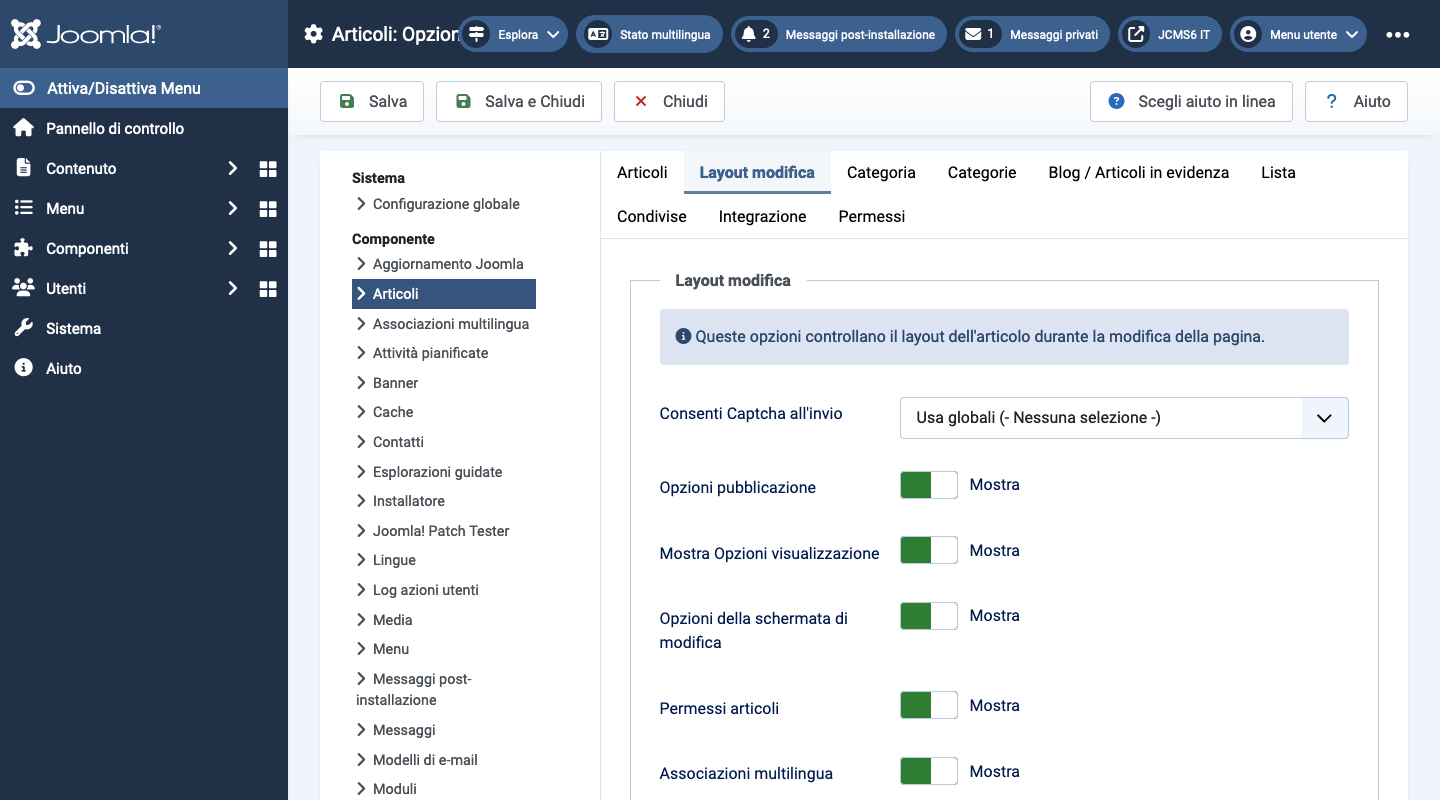 Joomla!
Articoli: Opzion
Esplora
Stato multilingua
2 Messaggi post-installazione
1 Messaggi privati
JCMS6 IT
Menu utente
Attiva/Disattiva Menu
Pannello di controllo
Contenuto
Menu
Componenti
Utenti
Sistema
Aiuto
Salva
Salva e Chiudi
Chiudi
Scegli aiuto in linea
? Aiuto
Sistema
Configurazione globale
Componente
Aggiornamento Joomla
Articoli
Associazioni multilingua
Attività pianificate
Banner
Cache
Contatti
Esplorazioni guidate
Installatore
Joomla! Patch Tester
Lingue
Log azioni utenti
Media
Menu
Messaggi post-
installazione
Messaggi
Modelli di e-mail
Moduli
Articoli
Layout modifica
Categoria
Categorie
Blog / Articoli in evidenza
Lista
Condivise
Integrazione
Permessi
Layout modifica
Queste opzioni controllano il layout dell'articolo durante la modifica della pagina.
Consenti Captcha all'invio
Usa globali (- Nessuna selezione -)
Opzioni pubblicazione
Mostra
Mostra Opzioni visualizzazione
Mostra
Opzioni della schermata di
modifica
Mostra
Permessi articoli
Mostra
Associazioni multilingua
Mostra